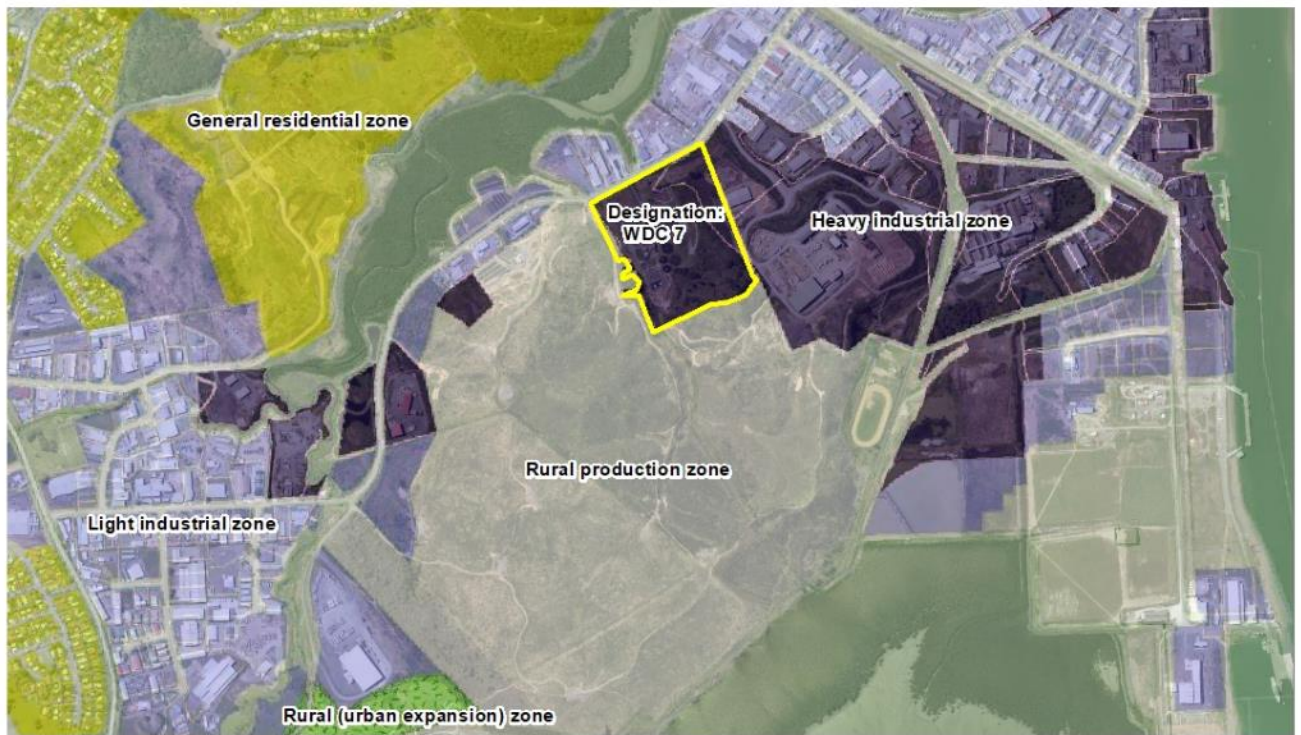 General residential zone
Designation:
WDC 7
Heavy industrial zone
Rural production zone
Light industrial zone
Rural (urban expansion) zone